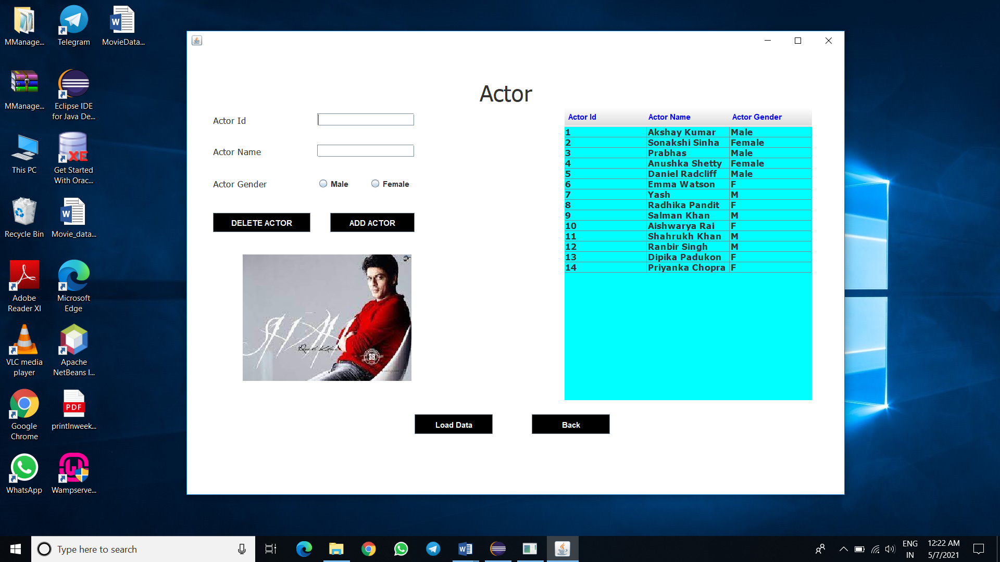 MManage...
Telegram
MovieData...
MManage...
Eclipse IDE
for Java De...
This PC
XE
Get Started
With Orac...
Recycle Bin
Movie_data...
Adobe
Reader XI
Microsoft
Edge
VLC media
player
Apache
NetBeans I...
Google
Chrome
PDF
printlnweek...
WhatsApp
Wampserve...
Actor
Actor Id
Actor Name
Actor Gender
Male
Female
DELETE ACTOR
ADD ACTOR
SB
Load Data
Back
Actor Id Actor Name Actor Gender
1 Akshay Kumar Male
2 Sonakshi Sinha Female
3 Prabhas Male
4 Anushka Shetty Female
5 Daniel Radcliff Male
6 Emma Watson F
7 Yash M
8 Radhika Pandit F
9 Salman Khan M
10 Aishwarya Rai F
11 Shahrukh Khan M
12 Ranbir Singh M
13 Dipika Padukon F
14 Priyanka Chopra F
Type here to search
ENG
IN
12:22 AM
5/7/2021